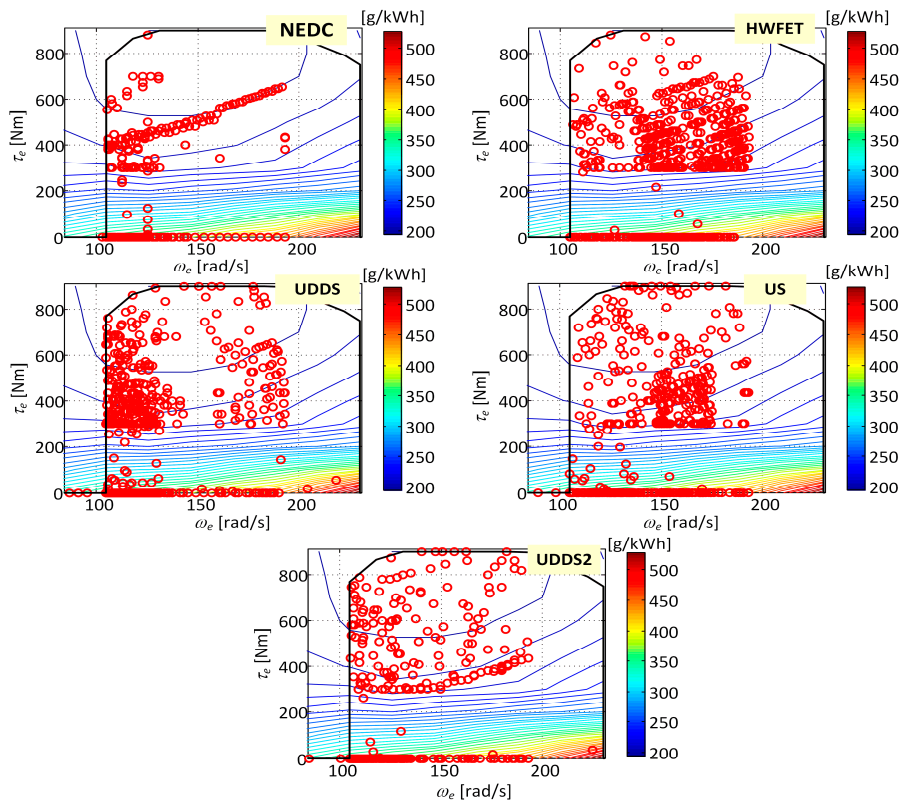 [g/kWh] [g/kWh]
NEDC HWFET
800 500 800 500
450 450
600 600
400 400
τe [Nm] 400 350 τe [Nm] 400 350
300 300
200 250 200 250
0 200 0 200
100 150 200 100 150 200
ωe [rad/s] ωe [rad/s]
[g/kWh] [g/kWh]
UDDS US
800 500 800 500
450 450
600 600
400 400
τe [Nm] 400 350 τe [Nm] 400 350
300 300
200 250 200 250
0 200 0 200
100 150 200 100 150 200
ωe [rad/s] ωe [rad/s]
[g/kWh]
UDDS2
800 500
450
600
400
τe [Nm] 400 350
300
200 250
0 200
100 150 200
ωe [rad/s]